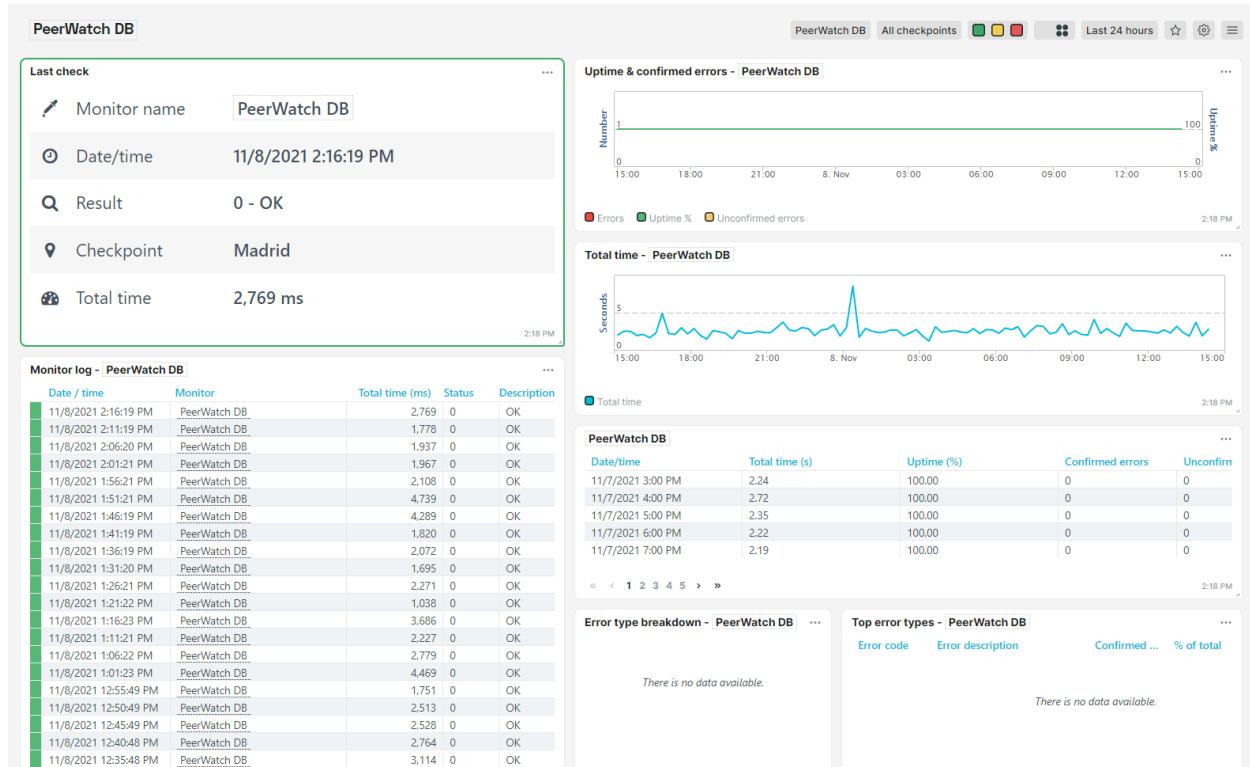 PeerWatch DB
PeerWatch DB All checkpoints Last 24 hours
Last check
Monitor name PeerWatch DB
Date/time 11/8/2021 2:16:19 PM
Result 0 - OK
Checkpoint Madrid
Total time 2,769 ms
2:18 PM
Monitor log - PeerWatch DB
Date / time Monitor Total time (ms) Status Description
11/8/2021 2:16:19 PM PeerWatch DB 2,769 0 OK
11/8/2021 2:11:19 PM PeerWatch DB 1,778 0 OK
11/8/2021 2:06:20 PM PeerWatch DB 1,937 0 OK
11/8/2021 2:01:21 PM PeerWatch DB 1,967 0 OK
11/8/2021 1:56:21 PM PeerWatch DB 2,108 0 OK
11/8/2021 1:51:21 PM PeerWatch DB 4,739 0 OK
11/8/2021 1:46:19 PM PeerWatch DB 4,289 0 OK
11/8/2021 1:41:19 PM PeerWatch DB 1,820 0 OK
11/8/2021 1:36:19 PM PeerWatch DB 2,072 0 OK
11/8/2021 1:31:20 PM PeerWatch DB 1,695 0 OK
11/8/2021 1:26:21 PM PeerWatch DB 2,271 0 OK
11/8/2021 1:21:22 PM PeerWatch DB 1,038 0 OK
11/8/2021 1:16:23 PM PeerWatch DB 3,686 0 OK
11/8/2021 1:11:21 PM PeerWatch DB 2,227 0 OK
11/8/2021 1:06:22 PM PeerWatch DB 2,779 0 OK
11/8/2021 1:01:23 PM PeerWatch DB 4,469 0 OK
11/8/2021 12:55:49 PM PeerWatch DB 1,751 0 OK
11/8/2021 12:50:49 PM PeerWatch DB 2,513 0 OK
11/8/2021 12:45:49 PM PeerWatch DB 2,528 0 OK
11/8/2021 12:40:48 PM PeerWatch DB 2,764 0 OK
11/8/2021 12:35:48 PM PeerWatch DB 3,114 0 OK
Uptime & confirmed errors - PeerWatch DB
Number
Uptime %
1 100
0 0
15:00 18:00 21:00 8. Nov 03:00 06:00 09:00 12:00 15:00
Errors Uptime % Unconfirmed errors
2:18 PM
Total time - PeerWatch DB
Seconds
5
0
15:00 18:00 21:00 8. Nov 03:00 06:00 09:00 12:00 15:00
Total time
2:18 PM
PeerWatch DB
Date/time Total time (s) Uptime (%) Confirmed errors Unconfirm
11/7/2021 3:00 PM 2.24 100.00 0 0
11/7/2021 4:00 PM 2.72 100.00 0 0
11/7/2021 5:00 PM 2.35 100.00 0 0
11/7/2021 6:00 PM 2.22 100.00 0 0
11/7/2021 7:00 PM 2.19 100.00 0 0
« ‹ 1 2 3 4 5 › »
2:18 PM
Error type breakdown - PeerWatch DB
There is no data available.
Top error types - PeerWatch DB
Error code Error description Confirmed ... % of total
There is no data available.